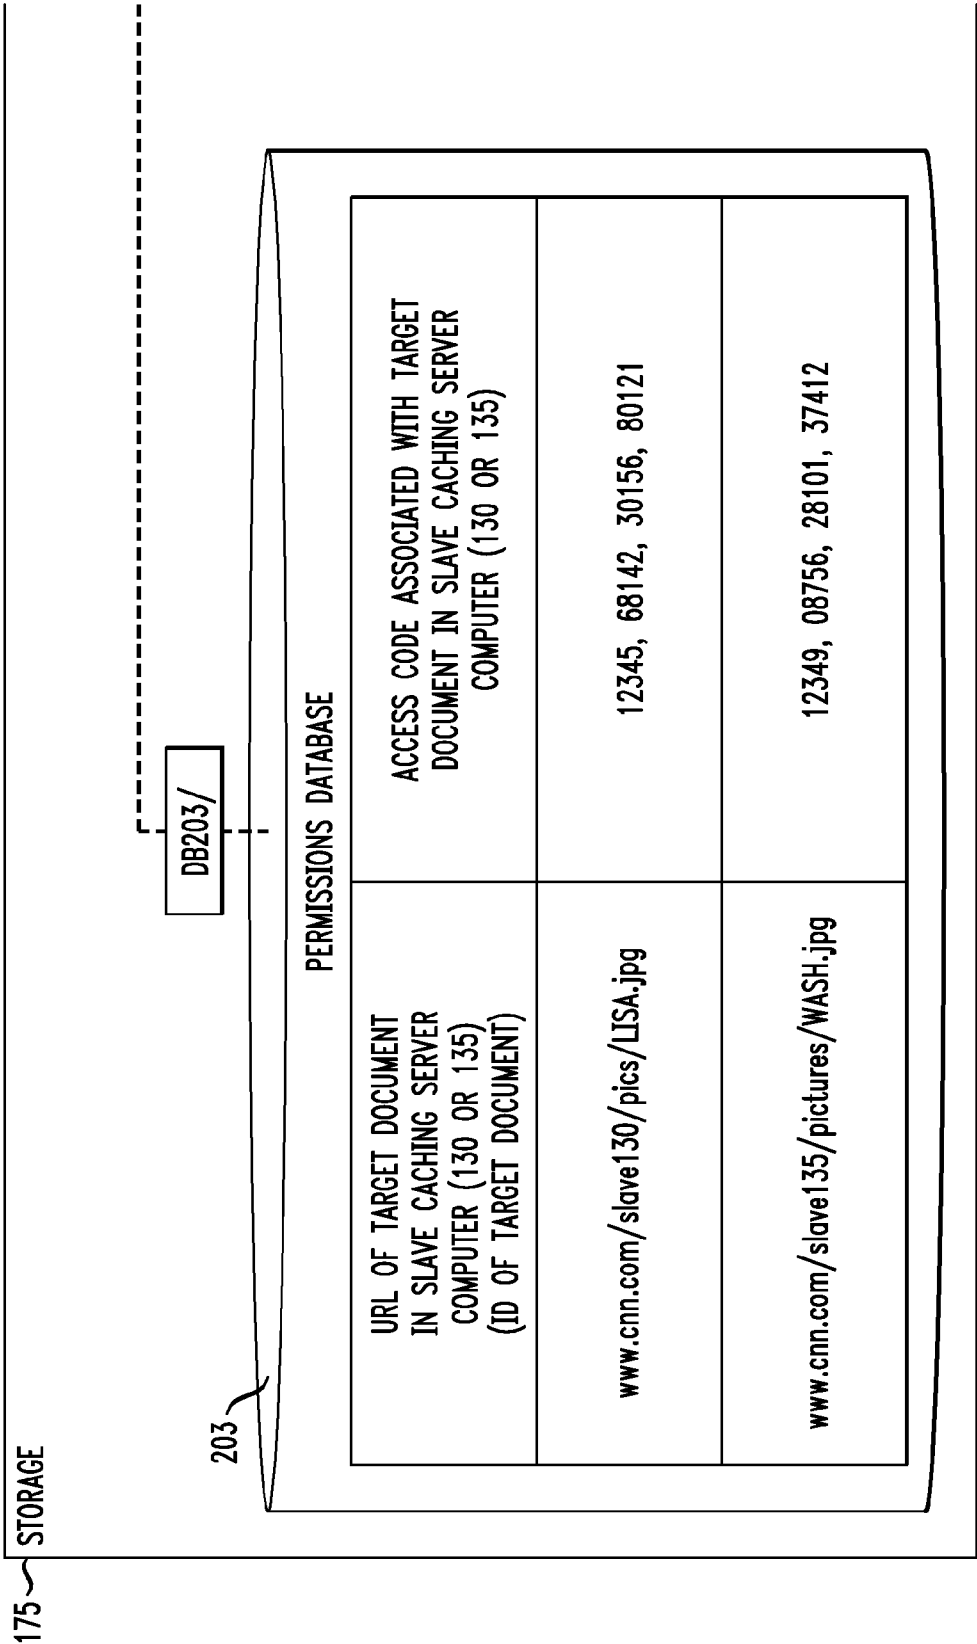 175
STORAGE
203
DB203/
PERMISSIONS DATABASE
URL OF TARGET DOCUMENT
IN SLAVE CACHING SERVER
COMPUTER (130 OR 135)
(ID OF TARGET DOCUMENT)
ACCESS CODE ASSOCIATED WITH TARGET
DOCUMENT IN SLAVE CACHING SERVER
COMPUTER (130 OR 135)
www.cnn.com/slave130/pics/LISA.jpg
12345, 68142, 30156, 80121
www.cnn.com/slave135/pictures/WASH.jpg
12349, 08756, 28101, 37412